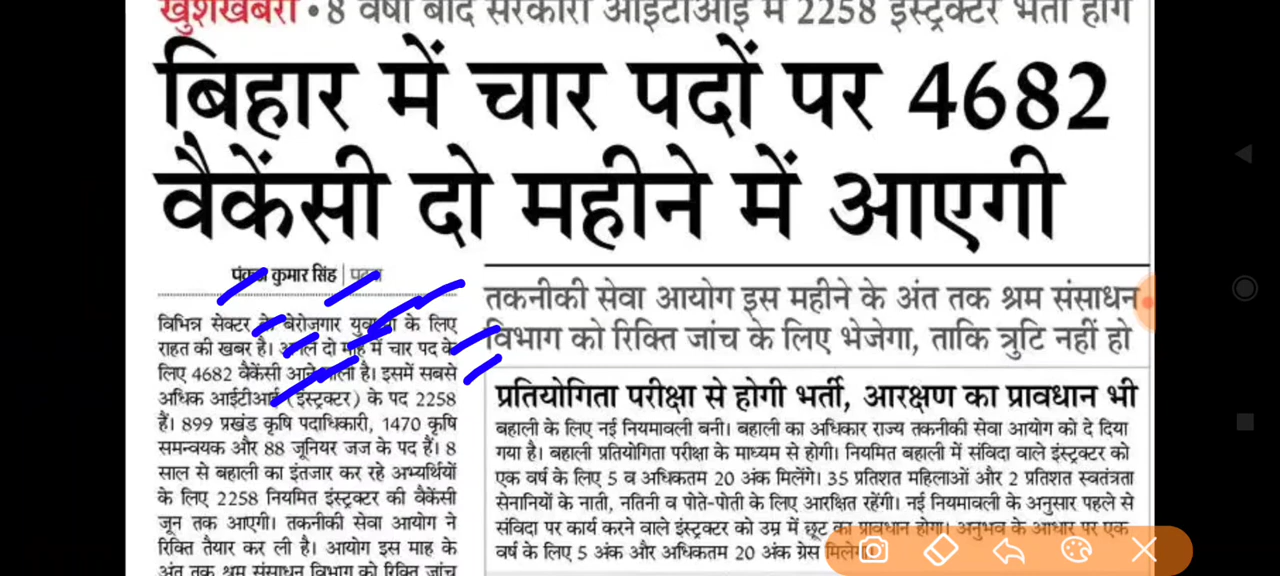 खुशखबरी • 8 वर्षों बाद सरकारी आईटीआई में 2258 इंस्ट्रक्टर भर्ती होंगे
बिहार में चार पदों पर 4682
वैकेंसी दो महीने में आएगी
पंकज कुमार सिंह | पटना
विभिन्न सेक्टर के बेरोजगार युवाओं के लिए
राहत की खबर है। अगले दो माह में चार पद के
लिए 4682 वैकेंसी आने वाला है। इसमें सबसे
अधिक आईटीआई (इंस्ट्रक्टर) के पद 2258
हैं। 899 प्रखंड कृषि पदाधिकारी, 1470 कृषि
समन्वयक और 88 जूनियर जज के पद हैं। 8
साल से बहाली का इंतजार कर रहे अभ्यर्थियों
के लिए 2258 नियमित इंस्ट्रक्टर की वैकेंसी
जून तक आएगी। तकनीकी सेवा आयोग ने
रिक्ति तैयार कर ली है। आयोग इस माह के
अंत तक श्रम संसाधन विभाग को रिक्ति जांच
तकनीकी सेवा आयोग इस महीने के अंत तक श्रम संसाधन
विभाग को रिक्ति जांच के लिए भेजेगा, ताकि त्रुटि नहीं हो
प्रतियोगिता परीक्षा से होगी भर्ती, आरक्षण का प्रावधान भी
बहाली के लिए नई नियमावली बनी। बहाली का अधिकार राज्य तकनीकी सेवा आयोग को दे दिया
गया है। बहाली प्रतियोगिता परीक्षा के माध्यम से होगी। नियमित बहाली में संविदा वाले इंस्ट्रक्टर को
एक वर्ष के लिए 5 व अधिकतम 20 अंक मिलेंगे। 35 प्रतिशत महिलाओं और 2 प्रतिशत स्वतंत्रता
सेनानियों के नाती, नतिनी व पोते-पोती के लिए आरक्षित रहेंगी। नई नियमावली के अनुसार पहले से
संविदा पर कार्य करने वाले इंस्ट्रक्टर को उम्र में छूट का प्रावधान होगा। अनुभव के आधार पर एक
वर्ष के लिए 5 अंक और अधिकतम 20 अंक ग्रेस मिलेंगे।